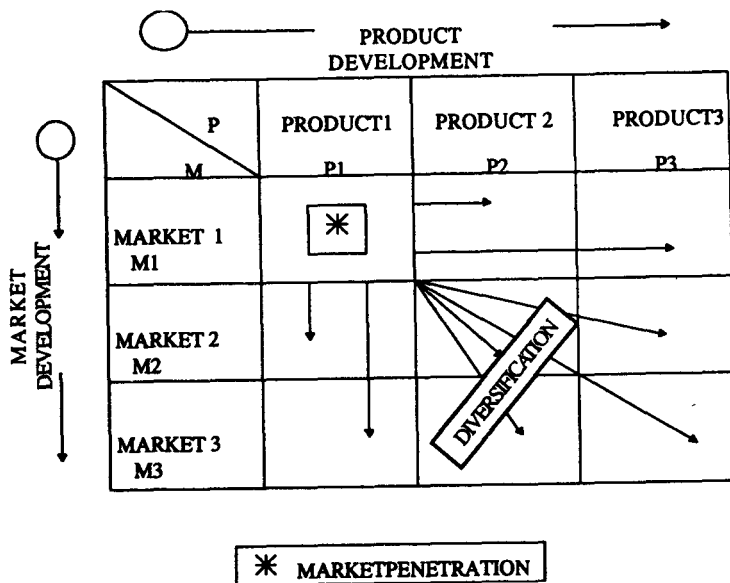 PRODUCT
DEVELOPMENT
P PRODUCT1 PRODUCT 2 PRODUCT3
M P1 P2 P3
MARKET 1
M1
MARKET
DEVELOPMENT
MARKET 2
M2
DIVERSIFICATION
MARKET 3
M3
MARKETPENETRATION